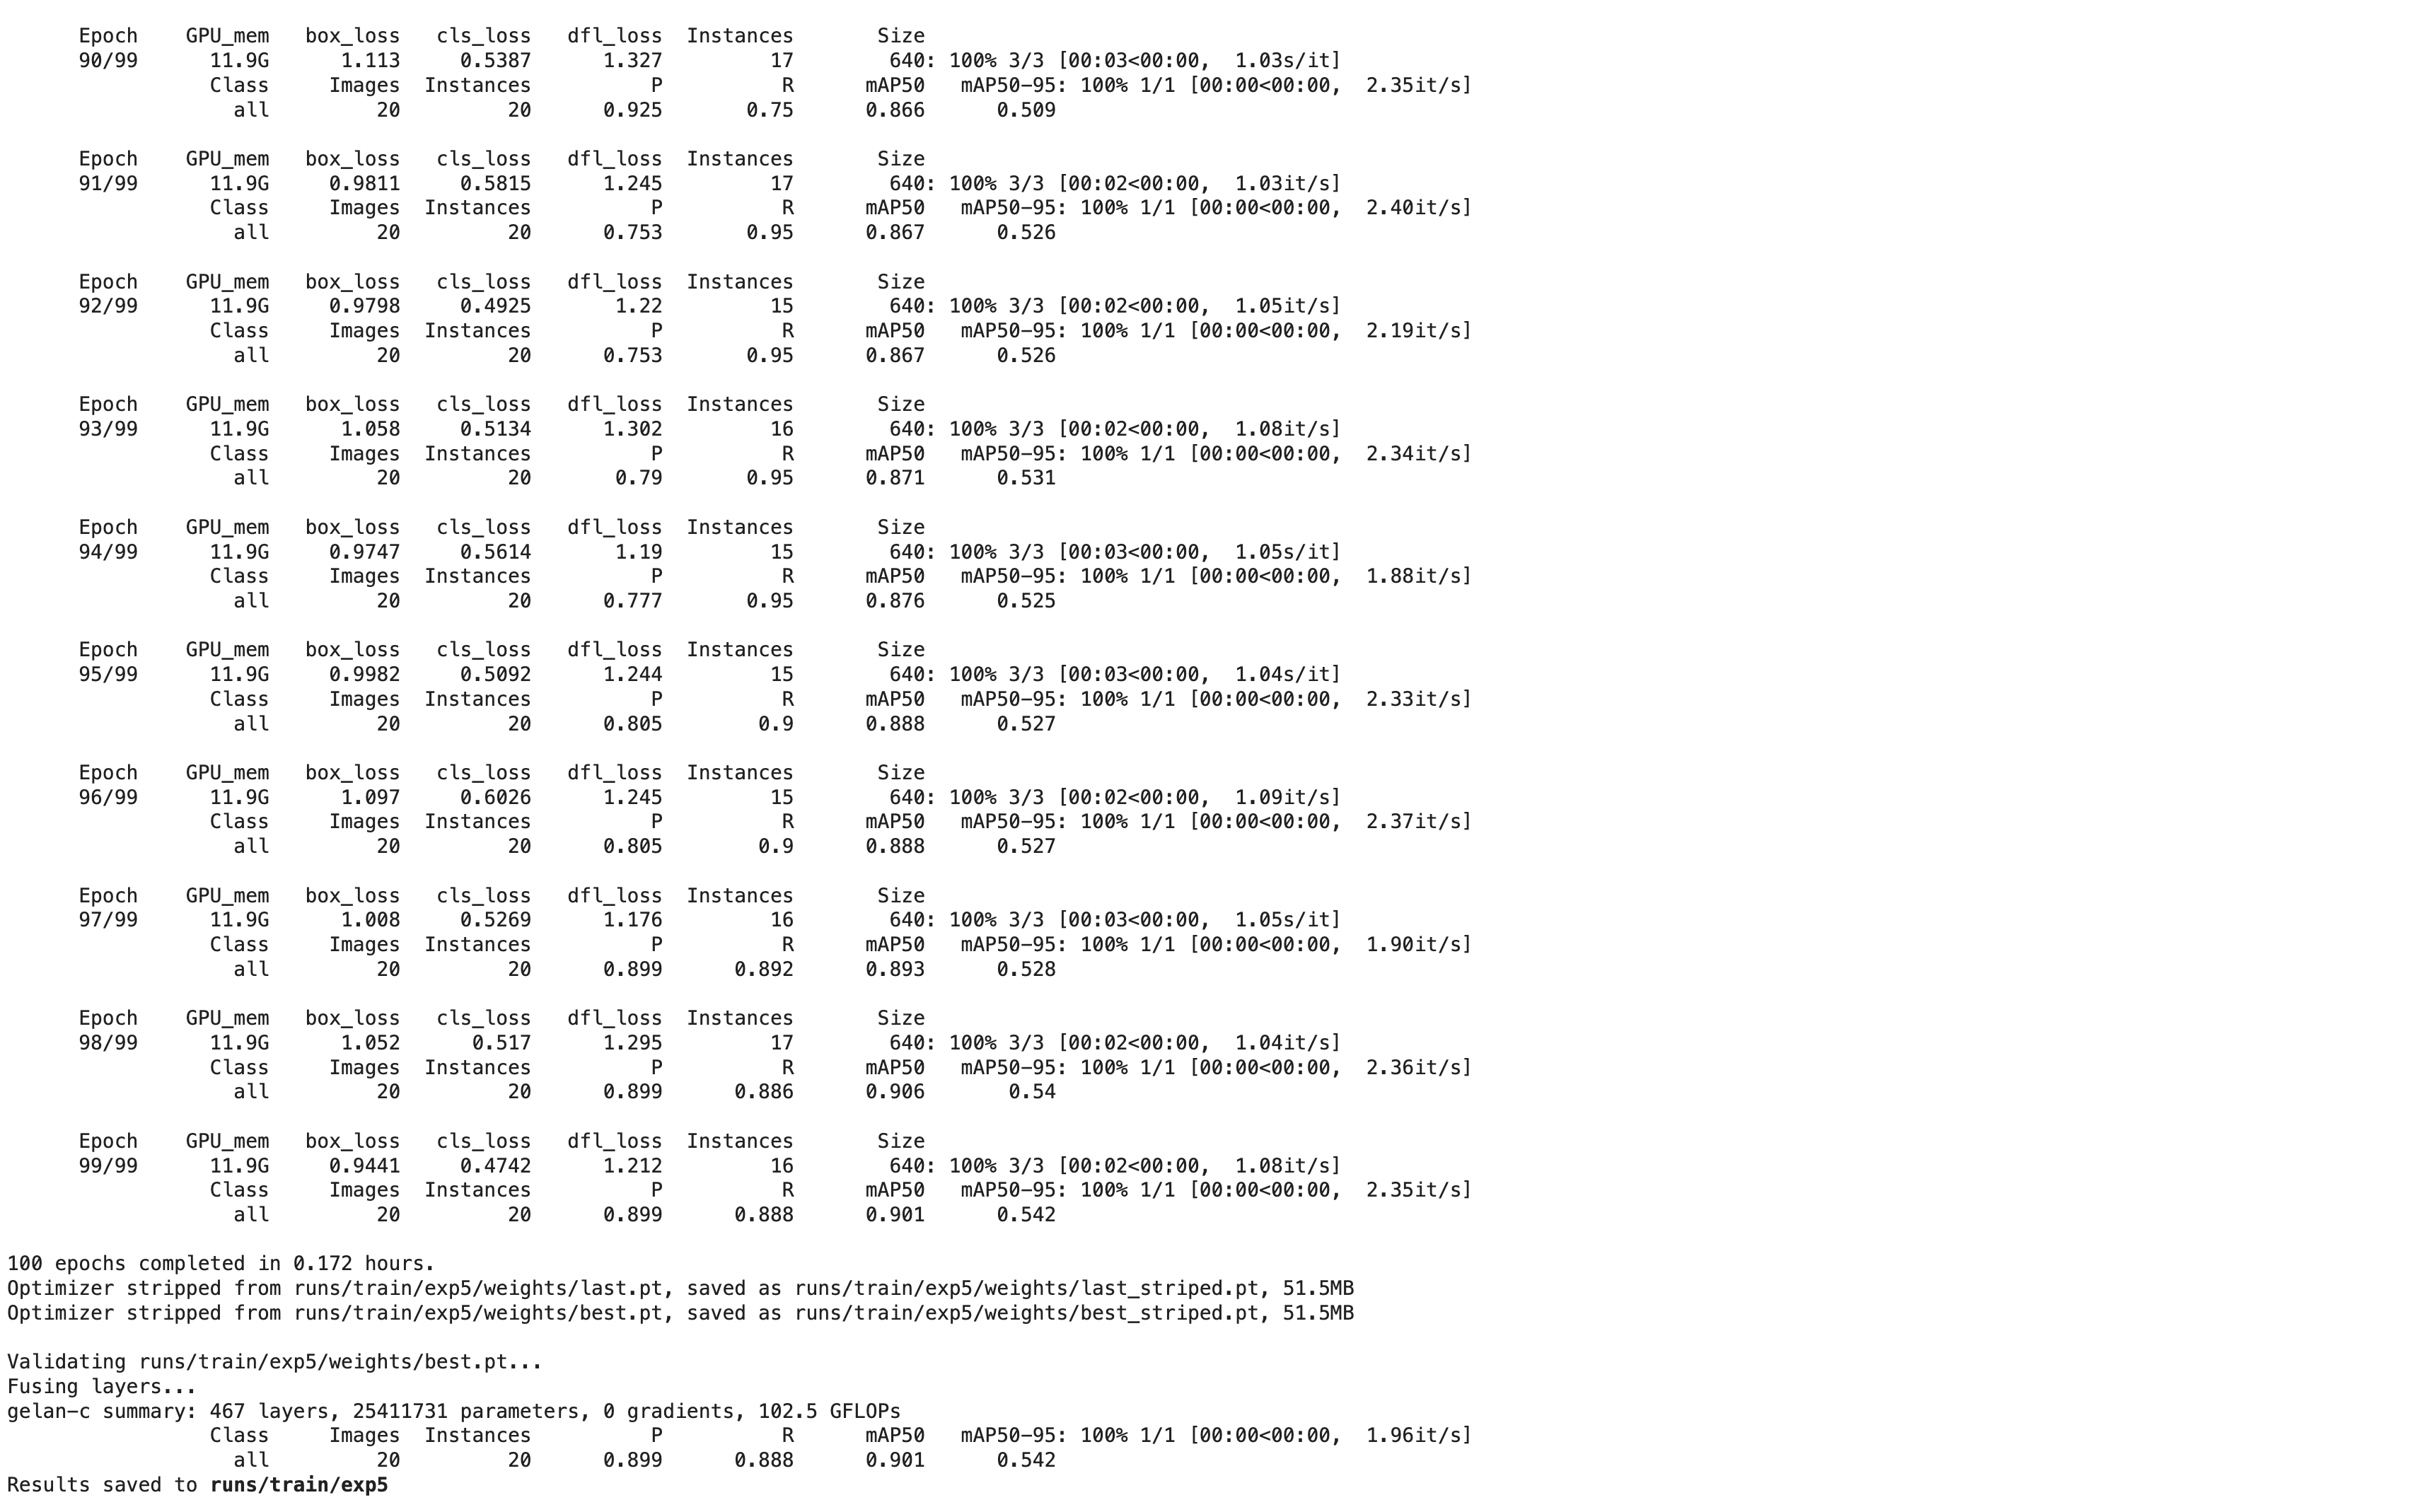 Epoch GPU_mem box_loss cls_loss dfl_loss Instances Size
90/99 11.9G 1.113 0.5387 1.327 17 640: 100% 3/3 [00:03<00:00, 1.03s/it]
Class Images Instances P R mAP50 mAP50-95: 100% 1/1 [00:00<00:00, 2.35it/s]
all 20 20 0.925 0.75 0.866 0.509
Epoch GPU_mem box_loss cls_loss dfl_loss Instances Size
91/99 11.9G 0.9811 0.5815 1.245 17 640: 100% 3/3 [00:02<00:00, 1.03it/s]
Class Images Instances P R mAP50 mAP50-95: 100% 1/1 [00:00<00:00, 2.40it/s]
all 20 20 0.753 0.95 0.867 0.526
Epoch GPU_mem box_loss cls_loss dfl_loss Instances Size
92/99 11.9G 0.9798 0.4925 1.22 15 640: 100% 3/3 [00:02<00:00, 1.05it/s]
Class Images Instances P R mAP50 mAP50-95: 100% 1/1 [00:00<00:00, 2.19it/s]
all 20 20 0.753 0.95 0.867 0.526
Epoch GPU_mem box_loss cls_loss dfl_loss Instances Size
93/99 11.9G 1.058 0.5134 1.302 16 640: 100% 3/3 [00:02<00:00, 1.08it/s]
Class Images Instances P R mAP50 mAP50-95: 100% 1/1 [00:00<00:00, 2.34it/s]
all 20 20 0.79 0.95 0.871 0.531
Epoch GPU_mem box_loss cls_loss dfl_loss Instances Size
94/99 11.9G 0.9747 0.5614 1.19 15 640: 100% 3/3 [00:03<00:00, 1.05s/it]
Class Images Instances P R mAP50 mAP50-95: 100% 1/1 [00:00<00:00, 1.88it/s]
all 20 20 0.777 0.95 0.876 0.525
Epoch GPU_mem box_loss cls_loss dfl_loss Instances Size
95/99 11.9G 0.9982 0.5092 1.244 15 640: 100% 3/3 [00:03<00:00, 1.04s/it]
Class Images Instances P R mAP50 mAP50-95: 100% 1/1 [00:00<00:00, 2.33it/s]
all 20 20 0.805 0.9 0.888 0.527
Epoch GPU_mem box_loss cls_loss dfl_loss Instances Size
96/99 11.9G 1.097 0.6026 1.245 15 640: 100% 3/3 [00:02<00:00, 1.09it/s]
Class Images Instances P R mAP50 mAP50-95: 100% 1/1 [00:00<00:00, 2.37it/s]
all 20 20 0.805 0.9 0.888 0.527
Epoch GPU_mem box_loss cls_loss dfl_loss Instances Size
97/99 11.9G 1.008 0.5269 1.176 16 640: 100% 3/3 [00:03<00:00, 1.05s/it]
Class Images Instances P R mAP50 mAP50-95: 100% 1/1 [00:00<00:00, 1.90it/s]
all 20 20 0.899 0.892 0.893 0.528
Epoch GPU_mem box_loss cls_loss dfl_loss Instances Size
98/99 11.9G 1.052 0.517 1.295 17 640: 100% 3/3 [00:02<00:00, 1.04it/s]
Class Images Instances P R mAP50 mAP50-95: 100% 1/1 [00:00<00:00, 2.36it/s]
all 20 20 0.899 0.886 0.906 0.54
Epoch GPU_mem box_loss cls_loss dfl_loss Instances Size
99/99 11.9G 0.9441 0.4742 1.212 16 640: 100% 3/3 [00:02<00:00, 1.08it/s]
Class Images Instances P R mAP50 mAP50-95: 100% 1/1 [00:00<00:00, 2.35it/s]
all 20 20 0.899 0.888 0.901 0.542
100 epochs completed in 0.172 hours.
Optimizer stripped from runs/train/exp5/weights/last.pt, saved as runs/train/exp5/weights/last_striped.pt, 51.5MB
Optimizer stripped from runs/train/exp5/weights/best.pt, saved as runs/train/exp5/weights/best_striped.pt, 51.5MB
Validating runs/train/exp5/weights/best.pt...
Fusing layers...
gelan-c summary: 467 layers, 25411731 parameters, 0 gradients, 102.5 GFLOPs
Class Images Instances P R mAP50 mAP50-95: 100% 1/1 [00:00<00:00, 1.96it/s]
all 20 20 0.899 0.888 0.901 0.542
Results saved to runs/train/exp5